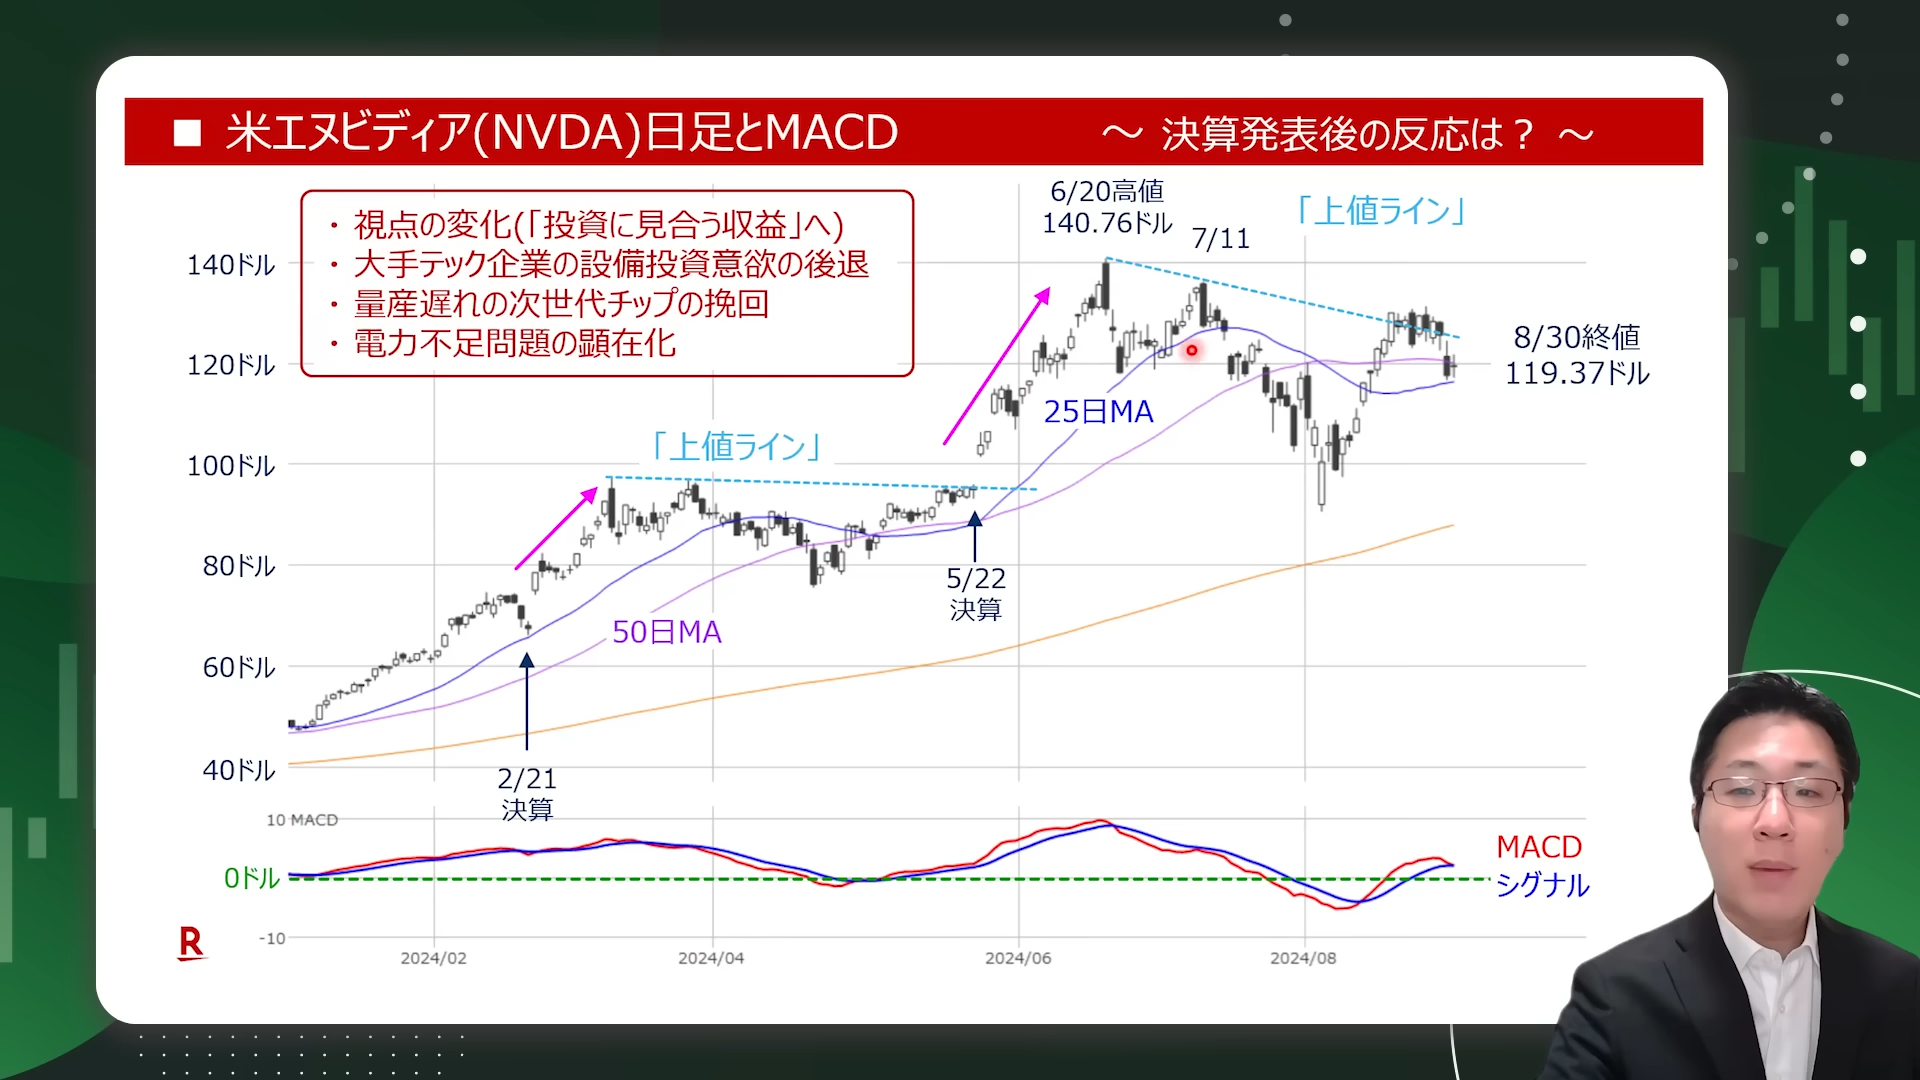 ■ 米エヌビディア(NVDA)日足とMACD
～ 決算発表後の反応は？ ～
・ 視点の変化(「投資に見合う収益」へ)
・ 大手テック企業の設備投資意欲の後退
・ 量産遅れの次世代チップの挽回
・ 電力不足問題の顕在化
6/20高値
140.76ドル
7/11
「上値ライン」
140ドル
120ドル
100ドル
80ドル
60ドル
40ドル
8/30終値
119.37ドル
25日MA
「上値ライン」
50日MA
5/22
決算
2/21
決算
10 MACD
0ドル
-10
MACD
シグナル
R
2024/02
2024/04
2024/06
2024/08